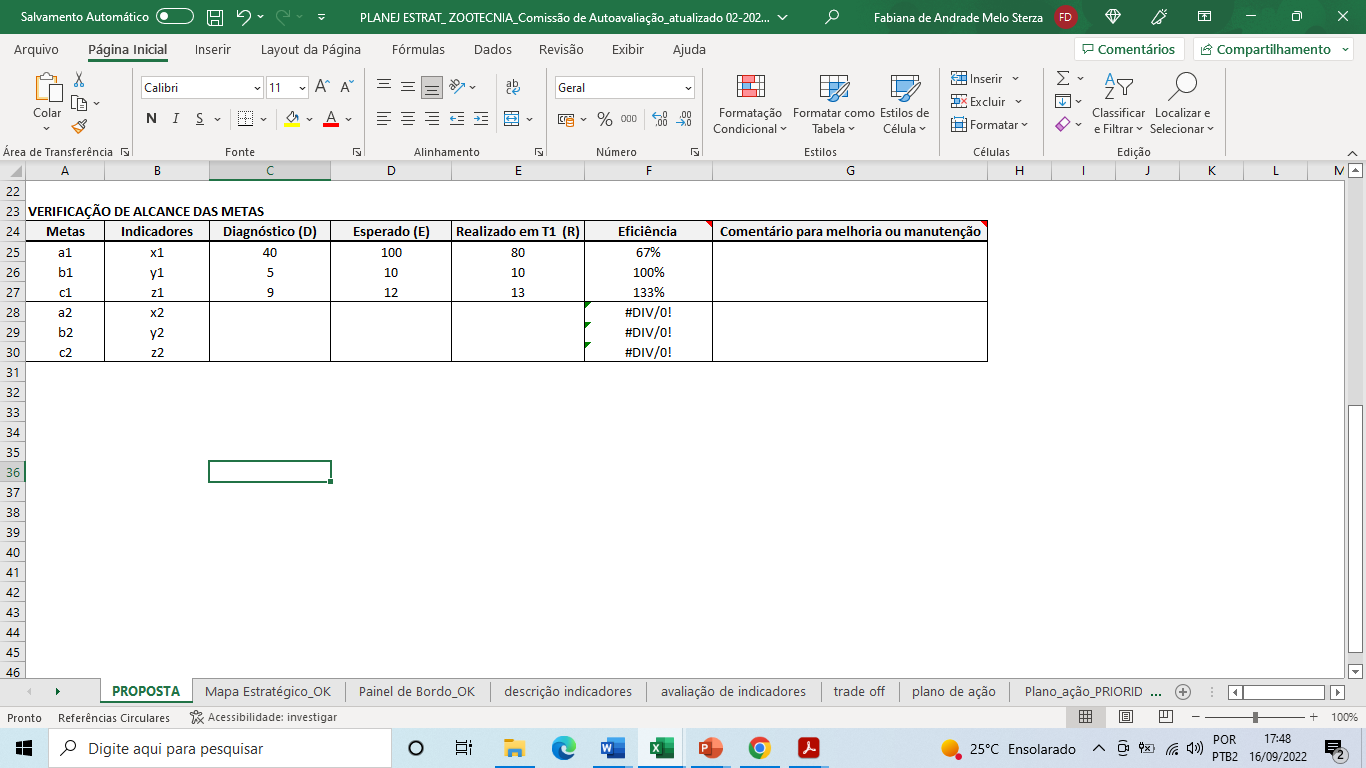 Salvamento Automático PLANEJ ESTRAT_ ZOOTECNIA_Comissão de Autoavaliação_atualizado 02-202... Fabiana de Andrade Melo Sterza FD
Arquivo Página Inicial Inserir Layout da Página Fórmulas Dados Revisão Exibir Ajuda Comentários Compartilhamento
Colar
Calibri 11 A A
N I S A
ab
Geral
% 000
Formatação Condicional
Formatar como Tabela
Estilos de Célula
Inserir
Excluir
Formatar
Classificar e Filtrar
Localizar e Selecionar
Área de Transferência Fonte Alinhamento Número Estilos Células Edição
A B C D E F G H I J K L M
22
23 VERIFICAÇÃO DE ALCANCE DAS METAS
24 Metas Indicadores Diagnóstico (D) Esperado (E) Realizado em T1 (R) Eficiência Comentário para melhoria ou manutenção
25 a1 x1 40 100 80 67%
26 b1 y1 5 10 10 100%
27 c1 z1 9 12 13 133%
28 a2 x2 #DIV/0!
29 b2 y2 #DIV/0!
30 c2 z2 #DIV/0!
31
32
33
34
35
36
37
38
39
40
41
42
43
44
45
46
PROPOSTA Mapa Estratégico_OK Painel de Bordo_OK descrição indicadores avaliação de indicadores trade off plano de ação Plano_ação_PRIORID ...
Pronto Referências Circulares Acessibilidade: investigar 100%
Digite aqui para pesquisar 25°C Ensolarado POR PTB2 17:48 16/09/2022 2